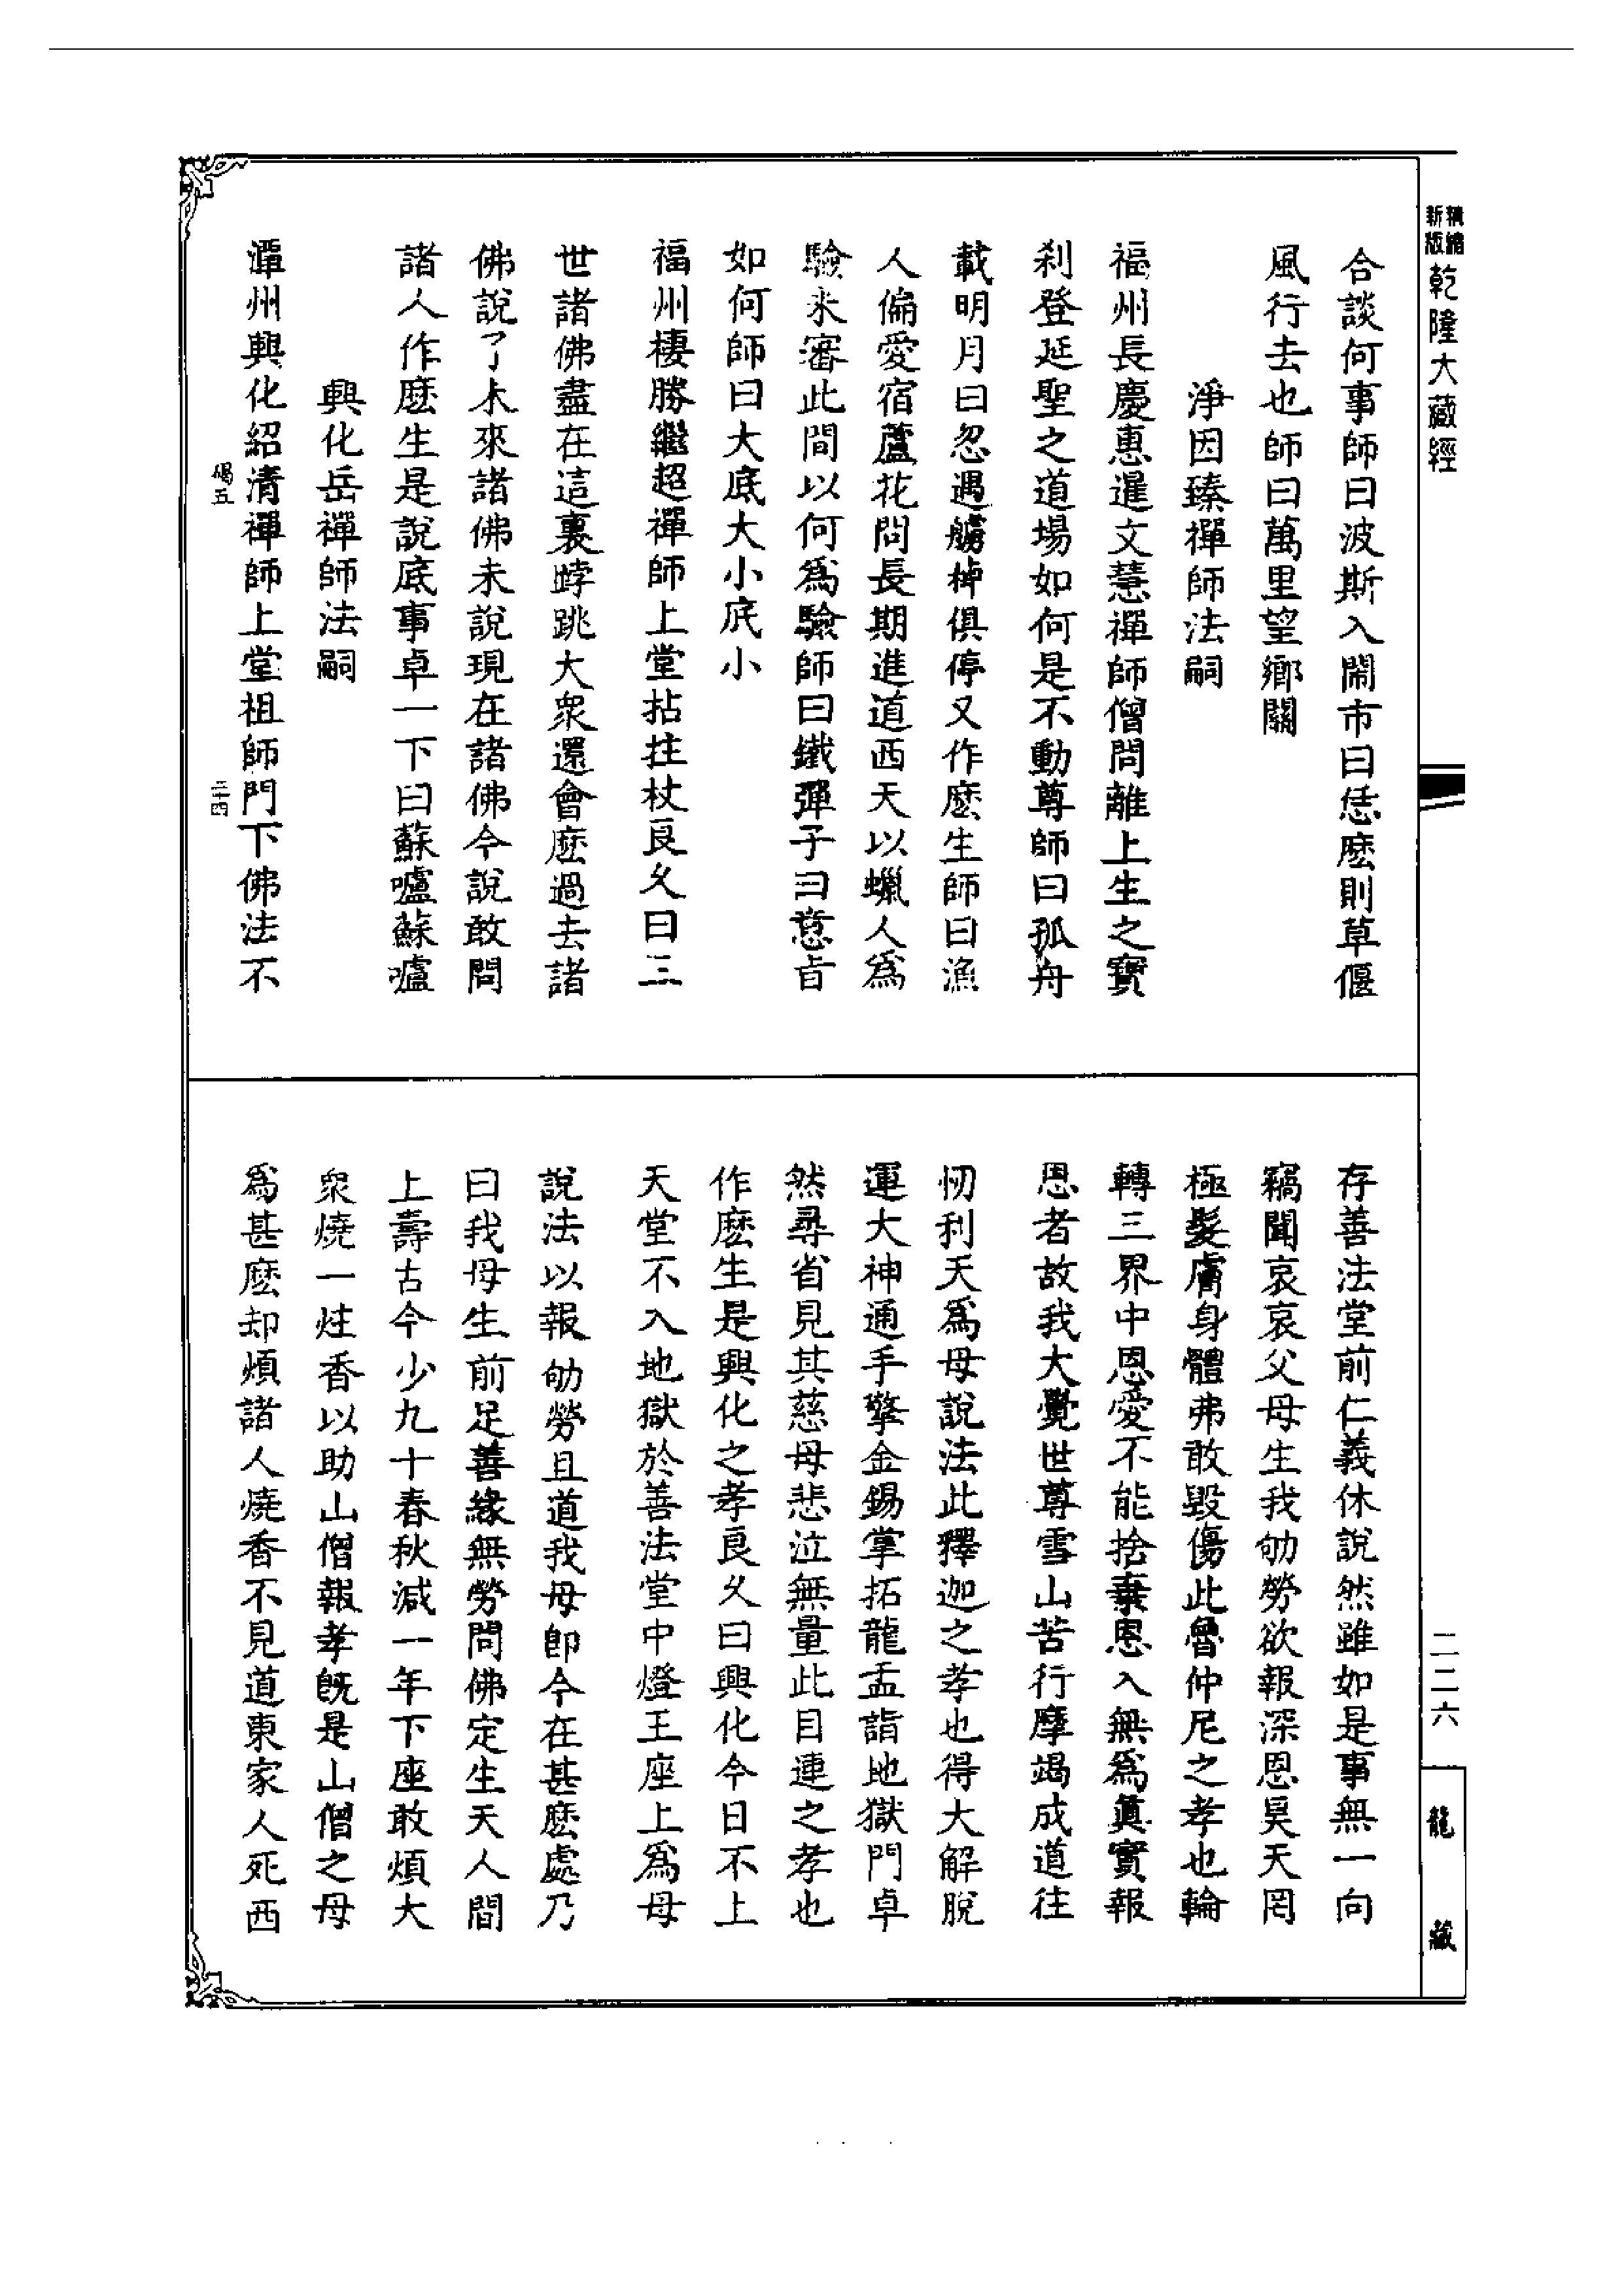 新縮精版乾隆大藏經
合談何事師曰波斯入鬧市曰恁麽則草偃
風行去也師曰萬里望鄉關
淨因臻禪師法嗣
福州長慶惠暹文慧禪師僧問離上生之寶
刹登延聖之道場如何是不動尊師曰孤舟
載明月曰忽遇艣棹俱停又作麽生師曰漁
人偏愛宿蘆花問長期進道西天以蠟人爲
驗未審此間以何爲驗師曰鐵彈子曰意旨
如何師曰大底大小底小
福州棲勝繼超禪師上堂拈拄杖良久曰三
世諸佛盡在這裏䟦跳大衆還會麽過去諸
佛說了未來諸佛未說現在諸佛今說敢問
諸人作麽生是說底事卓一下曰蘇嚧蘇嚧
興化岳禪師法嗣
潭州興化紹清禪師上堂祖師門下佛法不
碣五
三十四
存善法堂前仁義休說然雖如是事無一向
竊聞哀哀父母生我劬勞欲報深恩昊天罔
極髮膚身體弗敢毀傷此魯仲尼之孝也輪
轉三界中恩愛不能捨棄恩入無爲真實報
恩者故我大覺世尊雪山苦行摩竭成道往
忉利天爲母說法此釋迦之孝也得大解脫
運大神通手擎金錫掌拓龍盂詣地獄門卓
然尋省見其慈母悲泣無量此目連之孝也
作麽生是興化之孝良久曰興化今日不上
天堂不入地獄於善法堂中燈王座上爲母
說法以報劬勞且道我母即今在甚麽處乃
曰我母生前足善緣無勞問佛定生天人間
上壽古今少九十春秋減一年下座敢煩大
衆燒一炷香以助山僧報孝既是山僧之母
爲甚麽却煩諸人燒香不見道東家人死西
二二六
龍藏